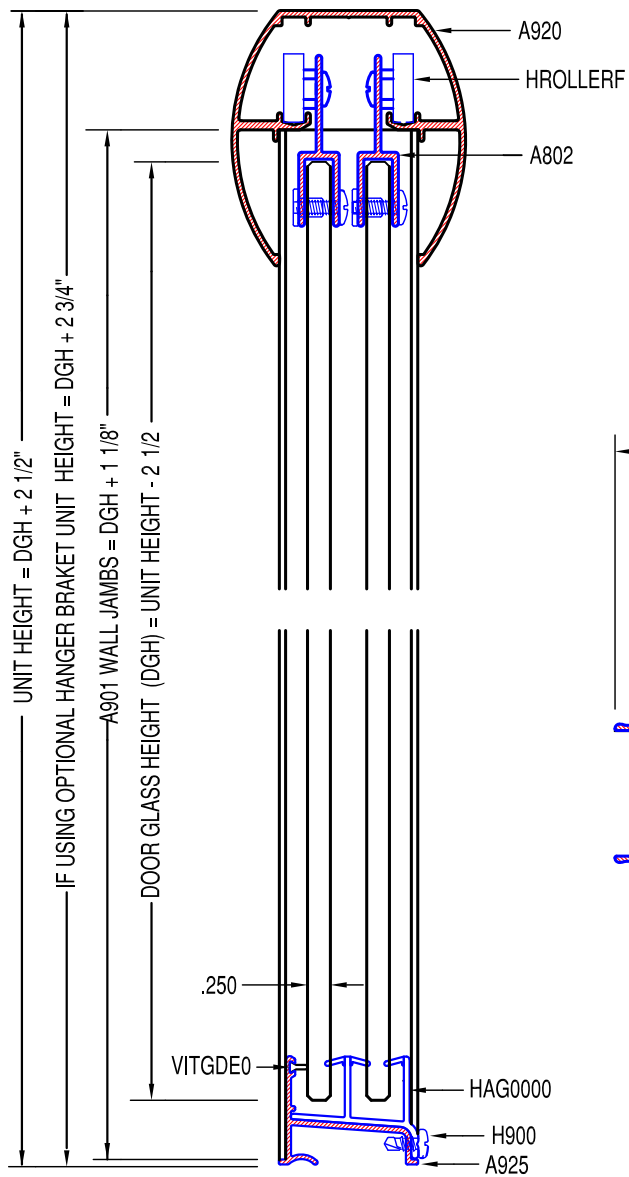 A920
HROLLERF
A802
UNIT HEIGHT = DGH + 2 1/2"
IF USING OPTIONAL HANGER BRAKET UNIT HEIGHT = DGH + 2 3/4"
A901 WALL JAMBS = DGH + 1 1/8"
DOOR GLASS HEIGHT (DGH) = UNIT HEIGHT - 2 1/2
.250
VITGDE0
HAG0000
H900
A925